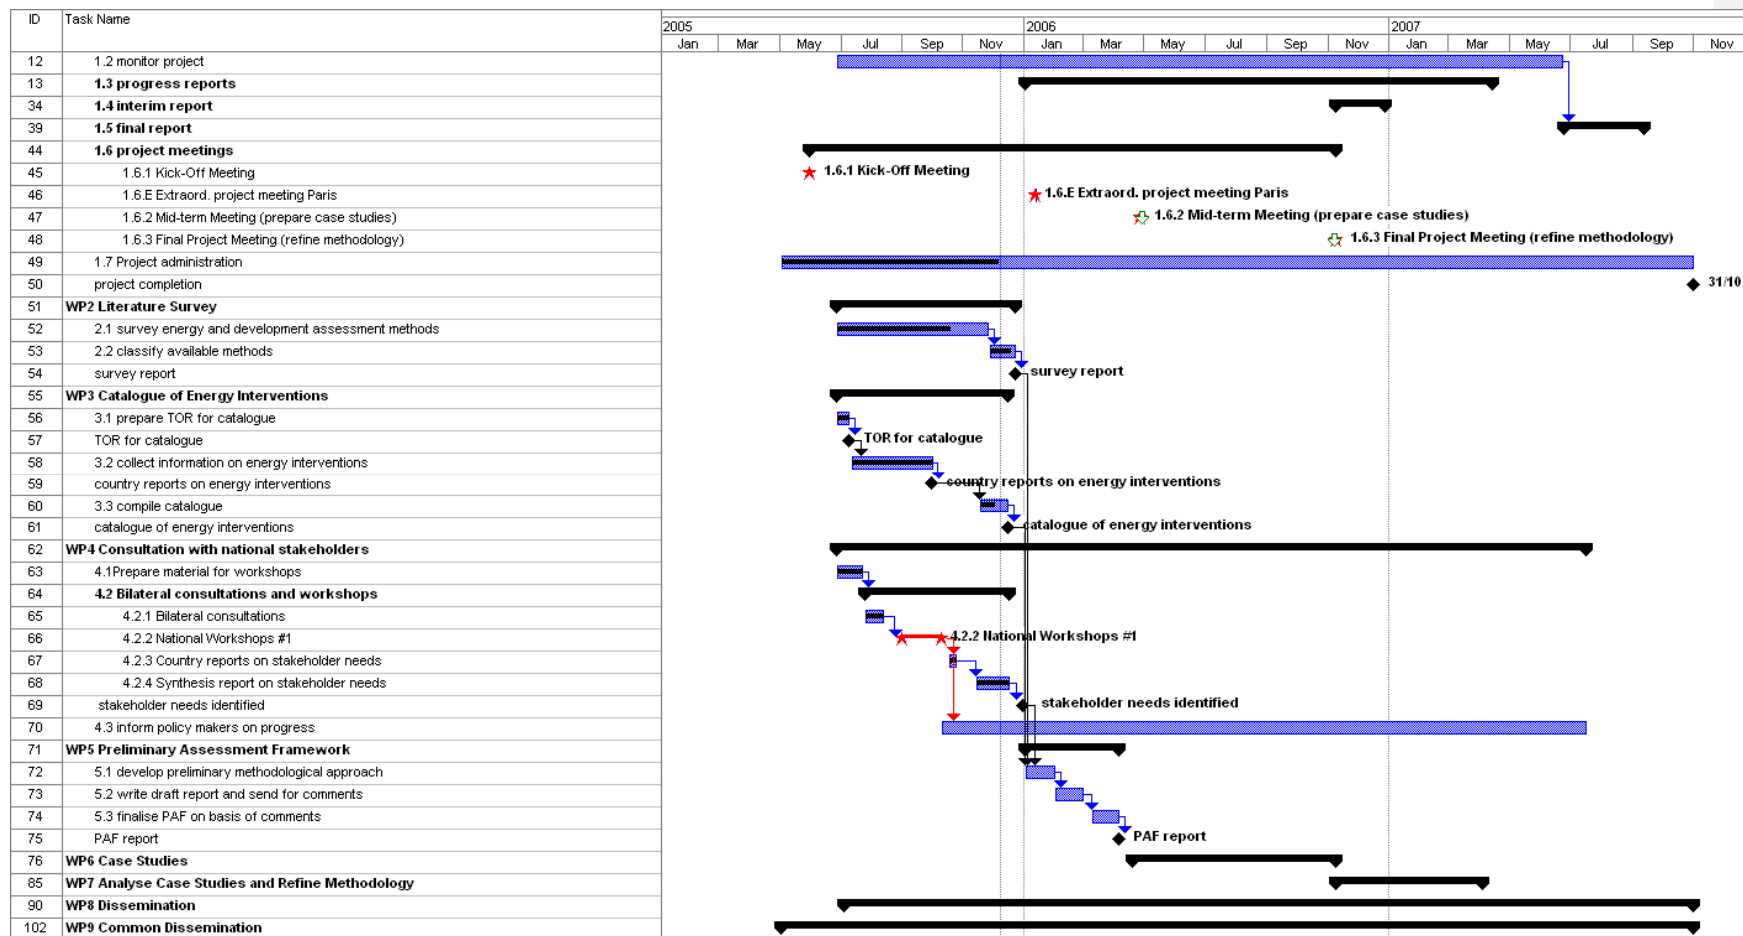 ID Task Name 2005 2006 2007
Jan Mar May Jul Sep Nov Jan Mar May Jul Sep Nov Jan Mar May Jul Sep Nov
12 1.2 monitor project
13 1.3 progress reports
34 1.4 interim report
39 1.5 final report
44 1.6 project meetings
45 1.6.1 Kick-Off Meeting 1.6.1 Kick-Off Meeting
46 1.6.E Extraord. project meeting Paris 1.6.E Extraord. project meeting Paris
47 1.6.2 Mid-term Meeting (prepare case studies) 1.6.2 Mid-term Meeting (prepare case studies)
48 1.6.3 Final Project Meeting (refine methodology) 1.6.3 Final Project Meeting (refine methodology)
49 1.7 Project administration
50 project completion 31/10
51 WP2 Literature Survey
52 2.1 survey energy and development assessment methods
53 2.2 classify available methods
54 survey report survey report
55 WP3 Catalogue of Energy Interventions
56 3.1 prepare TOR for catalogue
57 TOR for catalogue TOR for catalogue
58 3.2 collect information on energy interventions
59 country reports on energy interventions country reports on energy interventions
60 3.3 compile catalogue
61 catalogue of energy interventions catalogue of energy interventions
62 WP4 Consultation with national stakeholders
63 4.1Prepare material for workshops
64 4.2 Bilateral consultations and workshops
65 4.2.1 Bilateral consultations
66 4.2.2 National Workshops #1 4.2.2 National Workshops #1
67 4.2.3 Country reports on stakeholder needs
68 4.2.4 Synthesis report on stakeholder needs
69 stakeholder needs identified stakeholder needs identified
70 4.3 inform policy makers on progress
71 WP5 Preliminary Assessment Framework
72 5.1 develop preliminary methodological approach
73 5.2 write draft report and send for comments
74 5.3 finalise PAF on basis of comments
75 PAF report PAF report
76 WP6 Case Studies
85 WP7 Analyse Case Studies and Refine Methodology
90 WP8 Dissemination
102 WP9 Common Dissemination